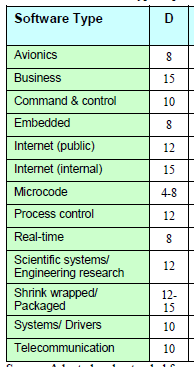 Software Type D
Avionics 8
Business 15
Command & control 10
Embedded 8
Internet (public) 12
Internet (internal) 15
Microcode 4-8
Process control 12
Real-time 8
Scientific systems/
Engineering research 12
Shrink wrapped/ 12-
Packaged 15
Systems/ Drivers 10
Telecommunication 10